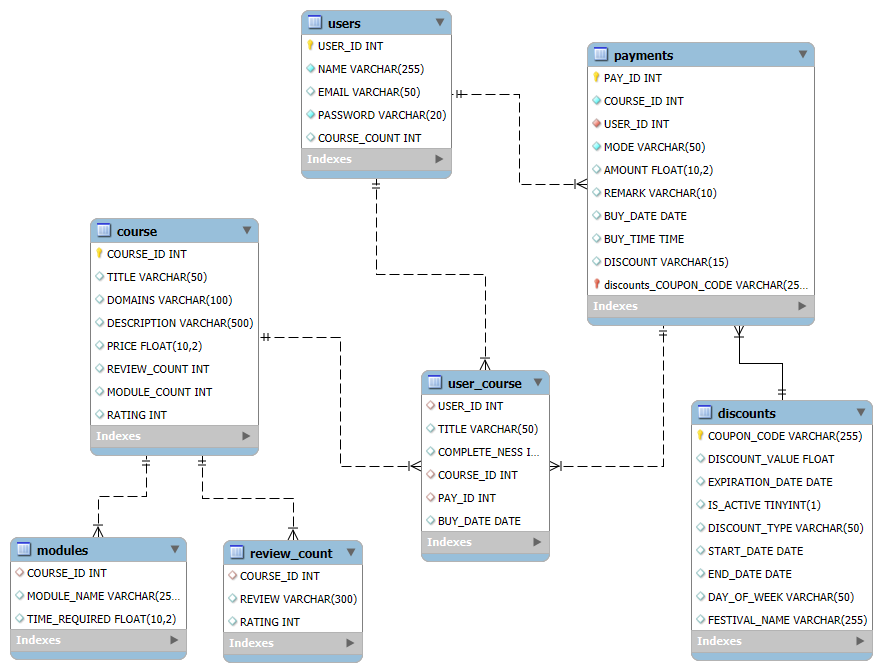 users
USER_ID INT
NAME VARCHAR(255)
EMAIL VARCHAR(50)
PASSWORD VARCHAR(20)
COURSE_COUNT INT
Indexes
payments
PAY_ID INT
COURSE_ID INT
USER_ID INT
MODE VARCHAR(50)
AMOUNT FLOAT(10,2)
REMARK VARCHAR(10)
BUY_DATE DATE
BUY_TIME TIME
DISCOUNT VARCHAR(15)
discounts_COUPON_CODE VARCHAR(25...
Indexes
course
COURSE_ID INT
TITLE VARCHAR(50)
DOMAINS VARCHAR(100)
DESCRIPTION VARCHAR(500)
PRICE FLOAT(10,2)
REVIEW_COUNT INT
MODULE_COUNT INT
RATING INT
Indexes
user_course
USER_ID INT
TITLE VARCHAR(50)
COMPLETE_NESS I...
COURSE_ID INT
PAY_ID INT
BUY_DATE DATE
Indexes
discounts
COUPON_CODE VARCHAR(255)
DISCOUNT_VALUE FLOAT
EXPIRATION_DATE DATE
IS_ACTIVE TINYINT(1)
DISCOUNT_TYPE VARCHAR(50)
START_DATE DATE
END_DATE DATE
DAY_OF_WEEK VARCHAR(50)
FESTIVAL_NAME VARCHAR(255)
Indexes
modules
COURSE_ID INT
MODULE_NAME VARCHAR(25...
TIME_REQUIRED FLOAT(10,2)
Indexes
review_count
COURSE_ID INT
REVIEW VARCHAR(300)
RATING INT
Indexes